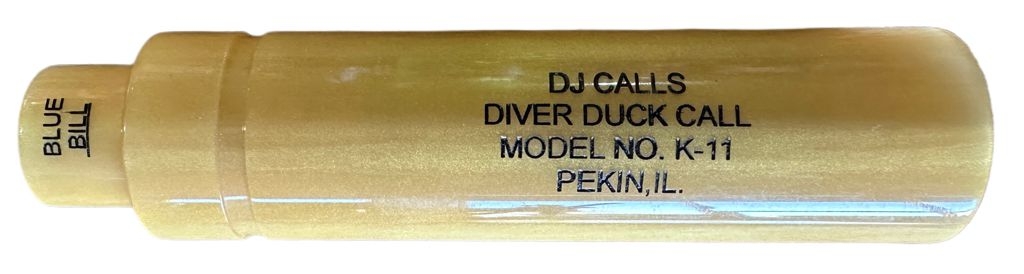 BLUE
BILL
DJ CALLS
DIVER DUCK CALL
MODEL NO. K-11
PEKIN, IL.